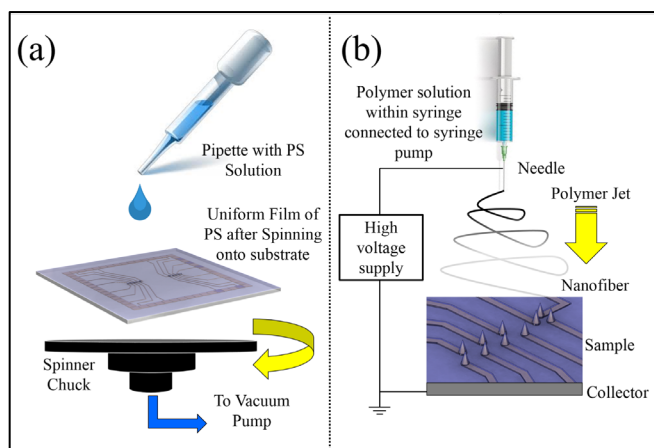 (a)
Pipette with PS
Solution
Uniform Film of
PS after Spinning
onto substrate
Spinner
Chuck
To Vacuum
Pump
(b)
Polymer solution
within syringe
connected to syringe
pump
Needle
Polymer Jet
High
voltage
supply
Nanofiber
Sample
Collector